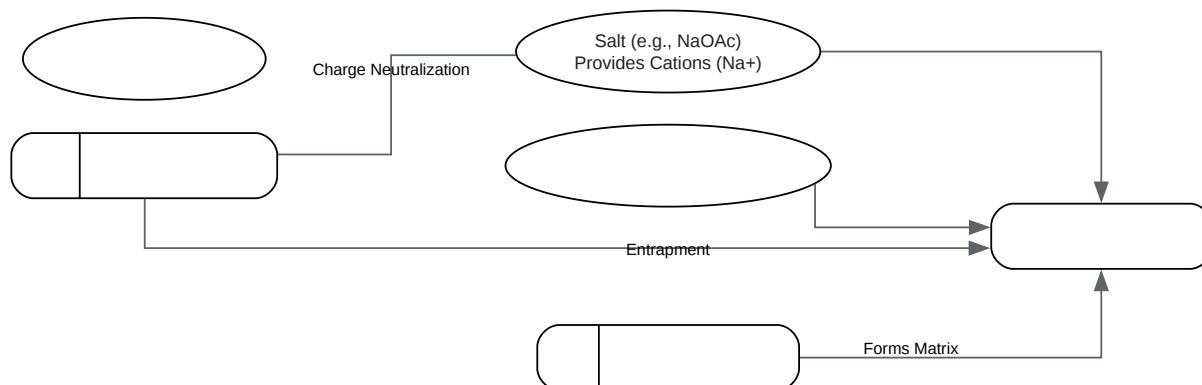 Salt (e.g., NaOAc)
Provides Cations (Na+)
Charge Neutralization
Entrapment
Forms Matrix